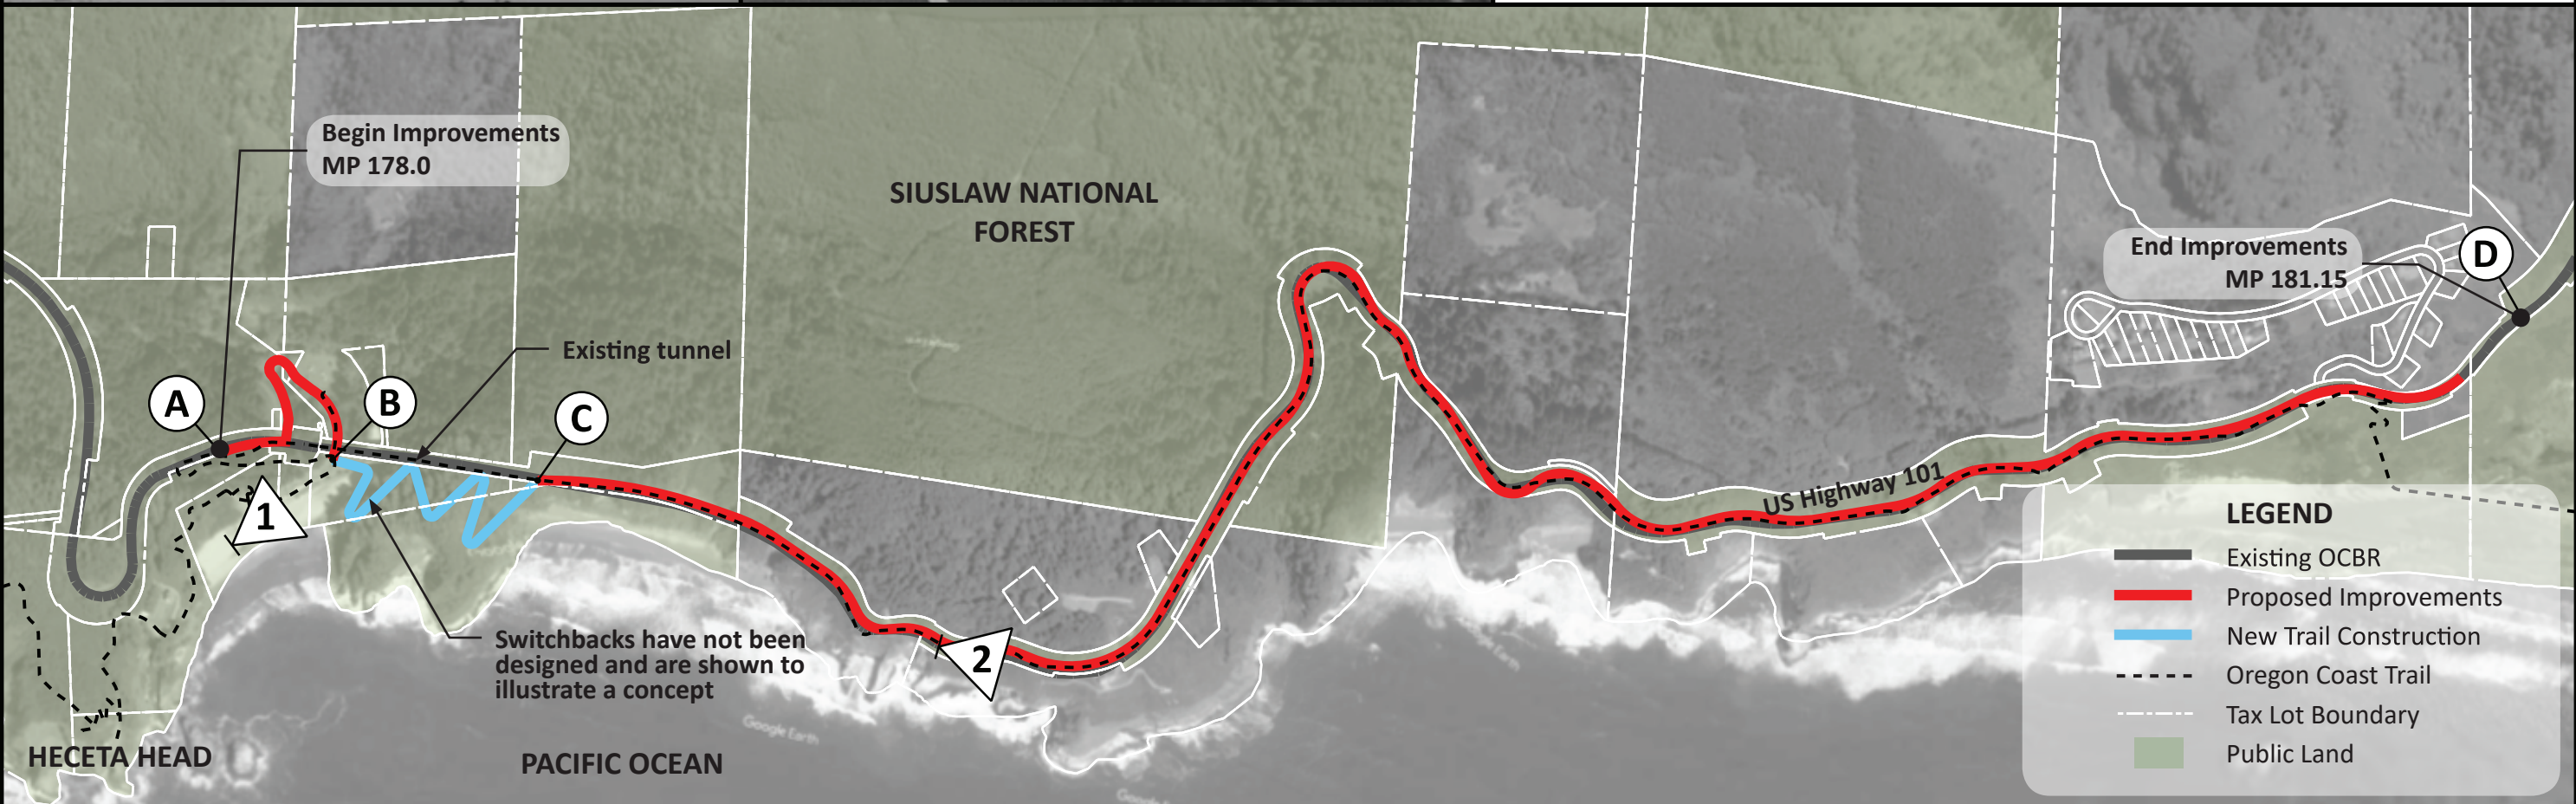 Begin Improvements
MP 178.0
SIUSLAW NATIONAL
FOREST
End Improvements
MP 181.15
D
Existing tunnel
A
B
C
1
US Highway 101
2
Switchbacks have not been
designed and are shown to
illustrate a concept
HECETA HEAD
PACIFIC OCEAN
Google Earth
LEGEND
Existing OCBR
Proposed Improvements
New Trail Construction
Oregon Coast Trail
Tax Lot Boundary
Public Land